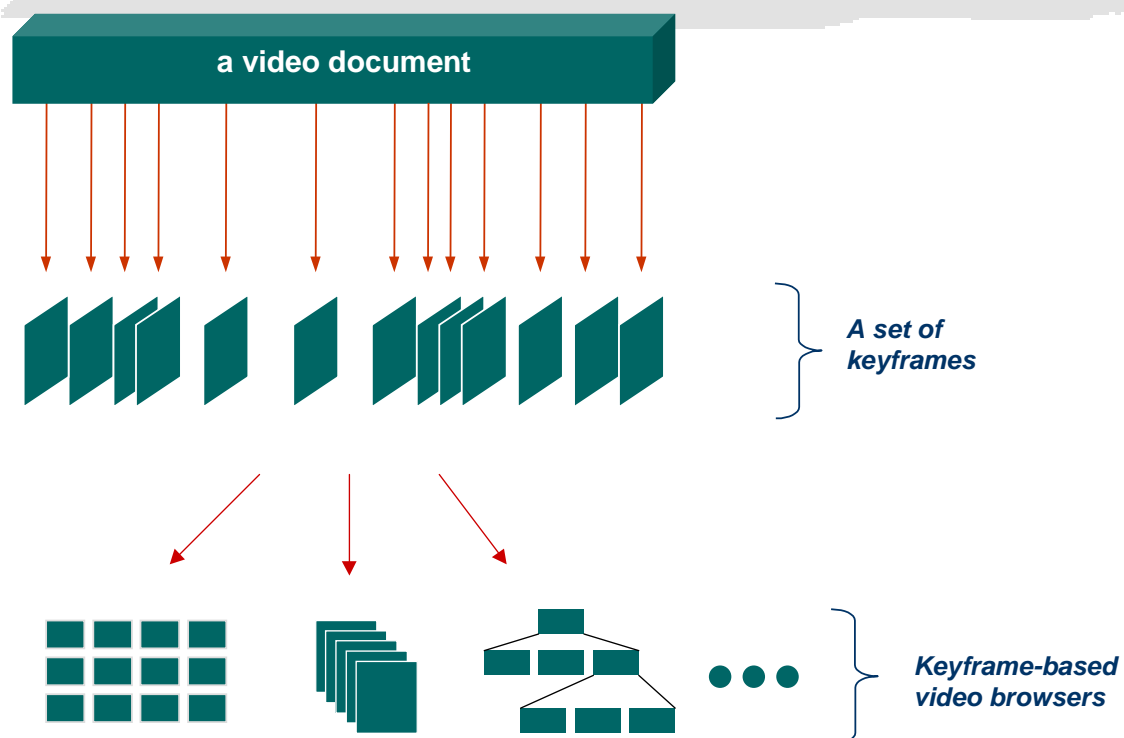 a video document
A set of
keyframes
Keyframe-based
video browsers